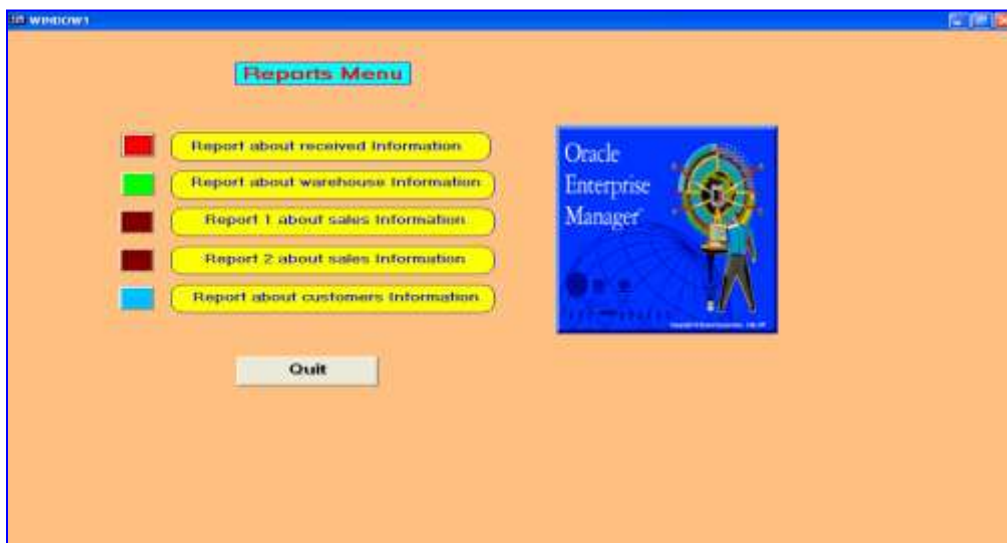 WINDOW1
Reports Menu
Report about received Information
Report about warehouse Information
Report 1 about sales Information
Report 2 about sales Information
Report about customers Information
Quit
Oracle
Enterprise
Manager